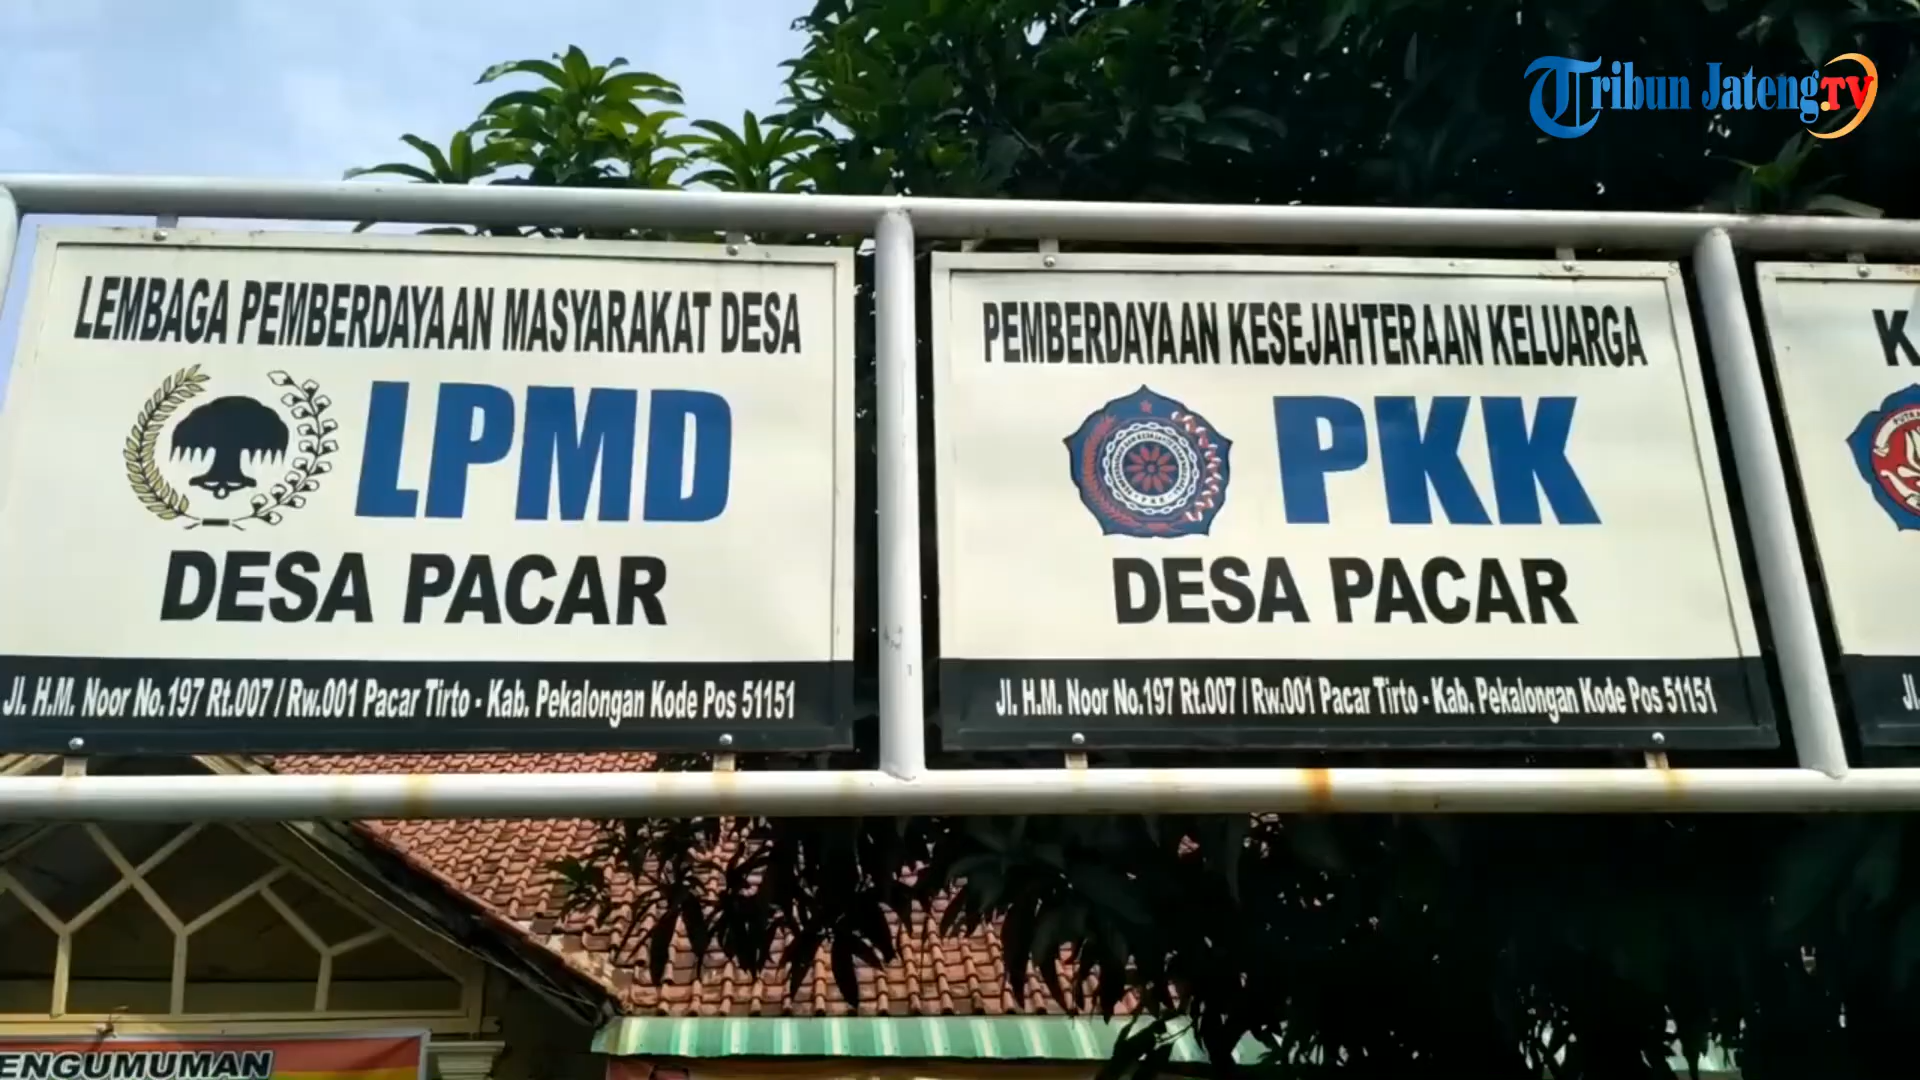 Tribun Jateng.TV
LEMBAGA PEMBERDAYAAN MASYARAKAT DESA
LPMD
DESA PACAR
Jl. H.M. Noor No.197 Rt.007 / Rw.001 Pacar Tirto - Kab. Pekalongan Kode Pos 51151
PEMBERDAYAAN KESEJAHTERAAN KELUARGA
PKK
DESA PACAR
Jl. H.M. Noor No.197 Rt.007 / Rw.001 Pacar Tirto - Kab. Pekalongan Kode Pos 51151
K
Jl.
ENGUMUMAN